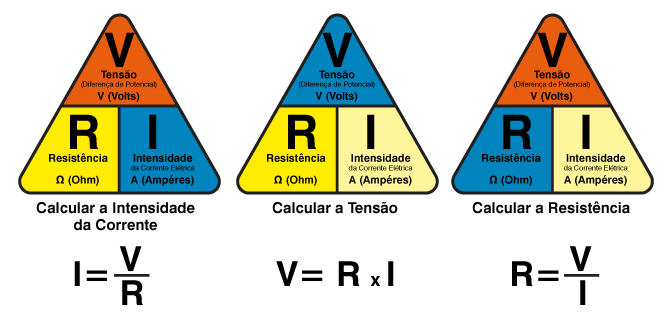 V
Tensão
(Diferença de Potencial)
V (Volts)
R
Resistência
Ω (Ohm)
I
Intensidade
da Corrente Elétrica
A (Ampéres)
Calcular a Intensidade
da Corrente
I = V / R
V
Tensão
(Diferença de Potencial)
V (Volts)
R
Resistência
Ω (Ohm)
I
Intensidade
da Corrente Elétrica
A (Ampéres)
Calcular a Tensão
V = R x I
V
Tensão
(Diferença de Potencial)
V (Volts)
R
Resistência
Ω (Ohm)
I
Intensidade
da Corrente Elétrica
A (Ampéres)
Calcular a Resistência
R = V / I